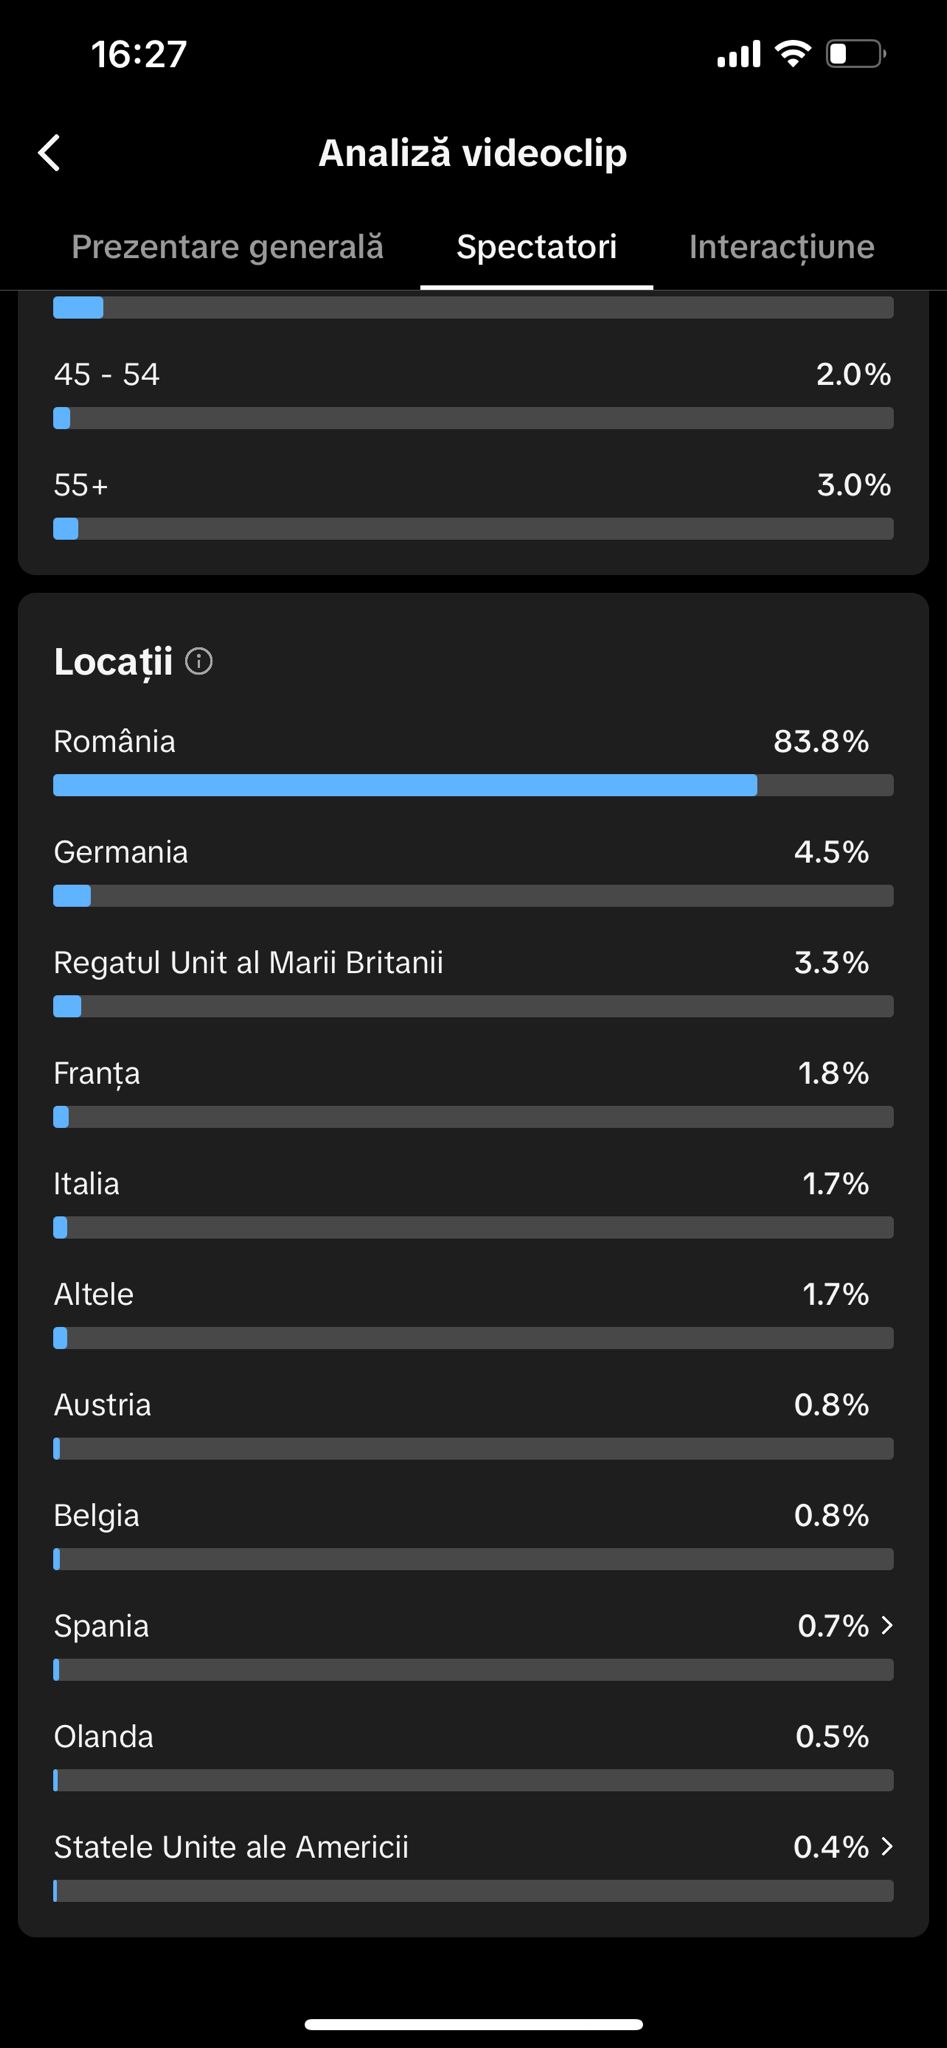 16:27
Analiză videoclip
Prezentare generală Spectatori Interacțiune
45 - 54 2.0%
55+ 3.0%
Locații
România 83.8%
Germania 4.5%
Regatul Unit al Marii Britanii 3.3%
Franța 1.8%
Italia 1.7%
Altele 1.7%
Austria 0.8%
Belgia 0.8%
Spania 0.7%
Olanda 0.5%
Statele Unite ale Americii 0.4%